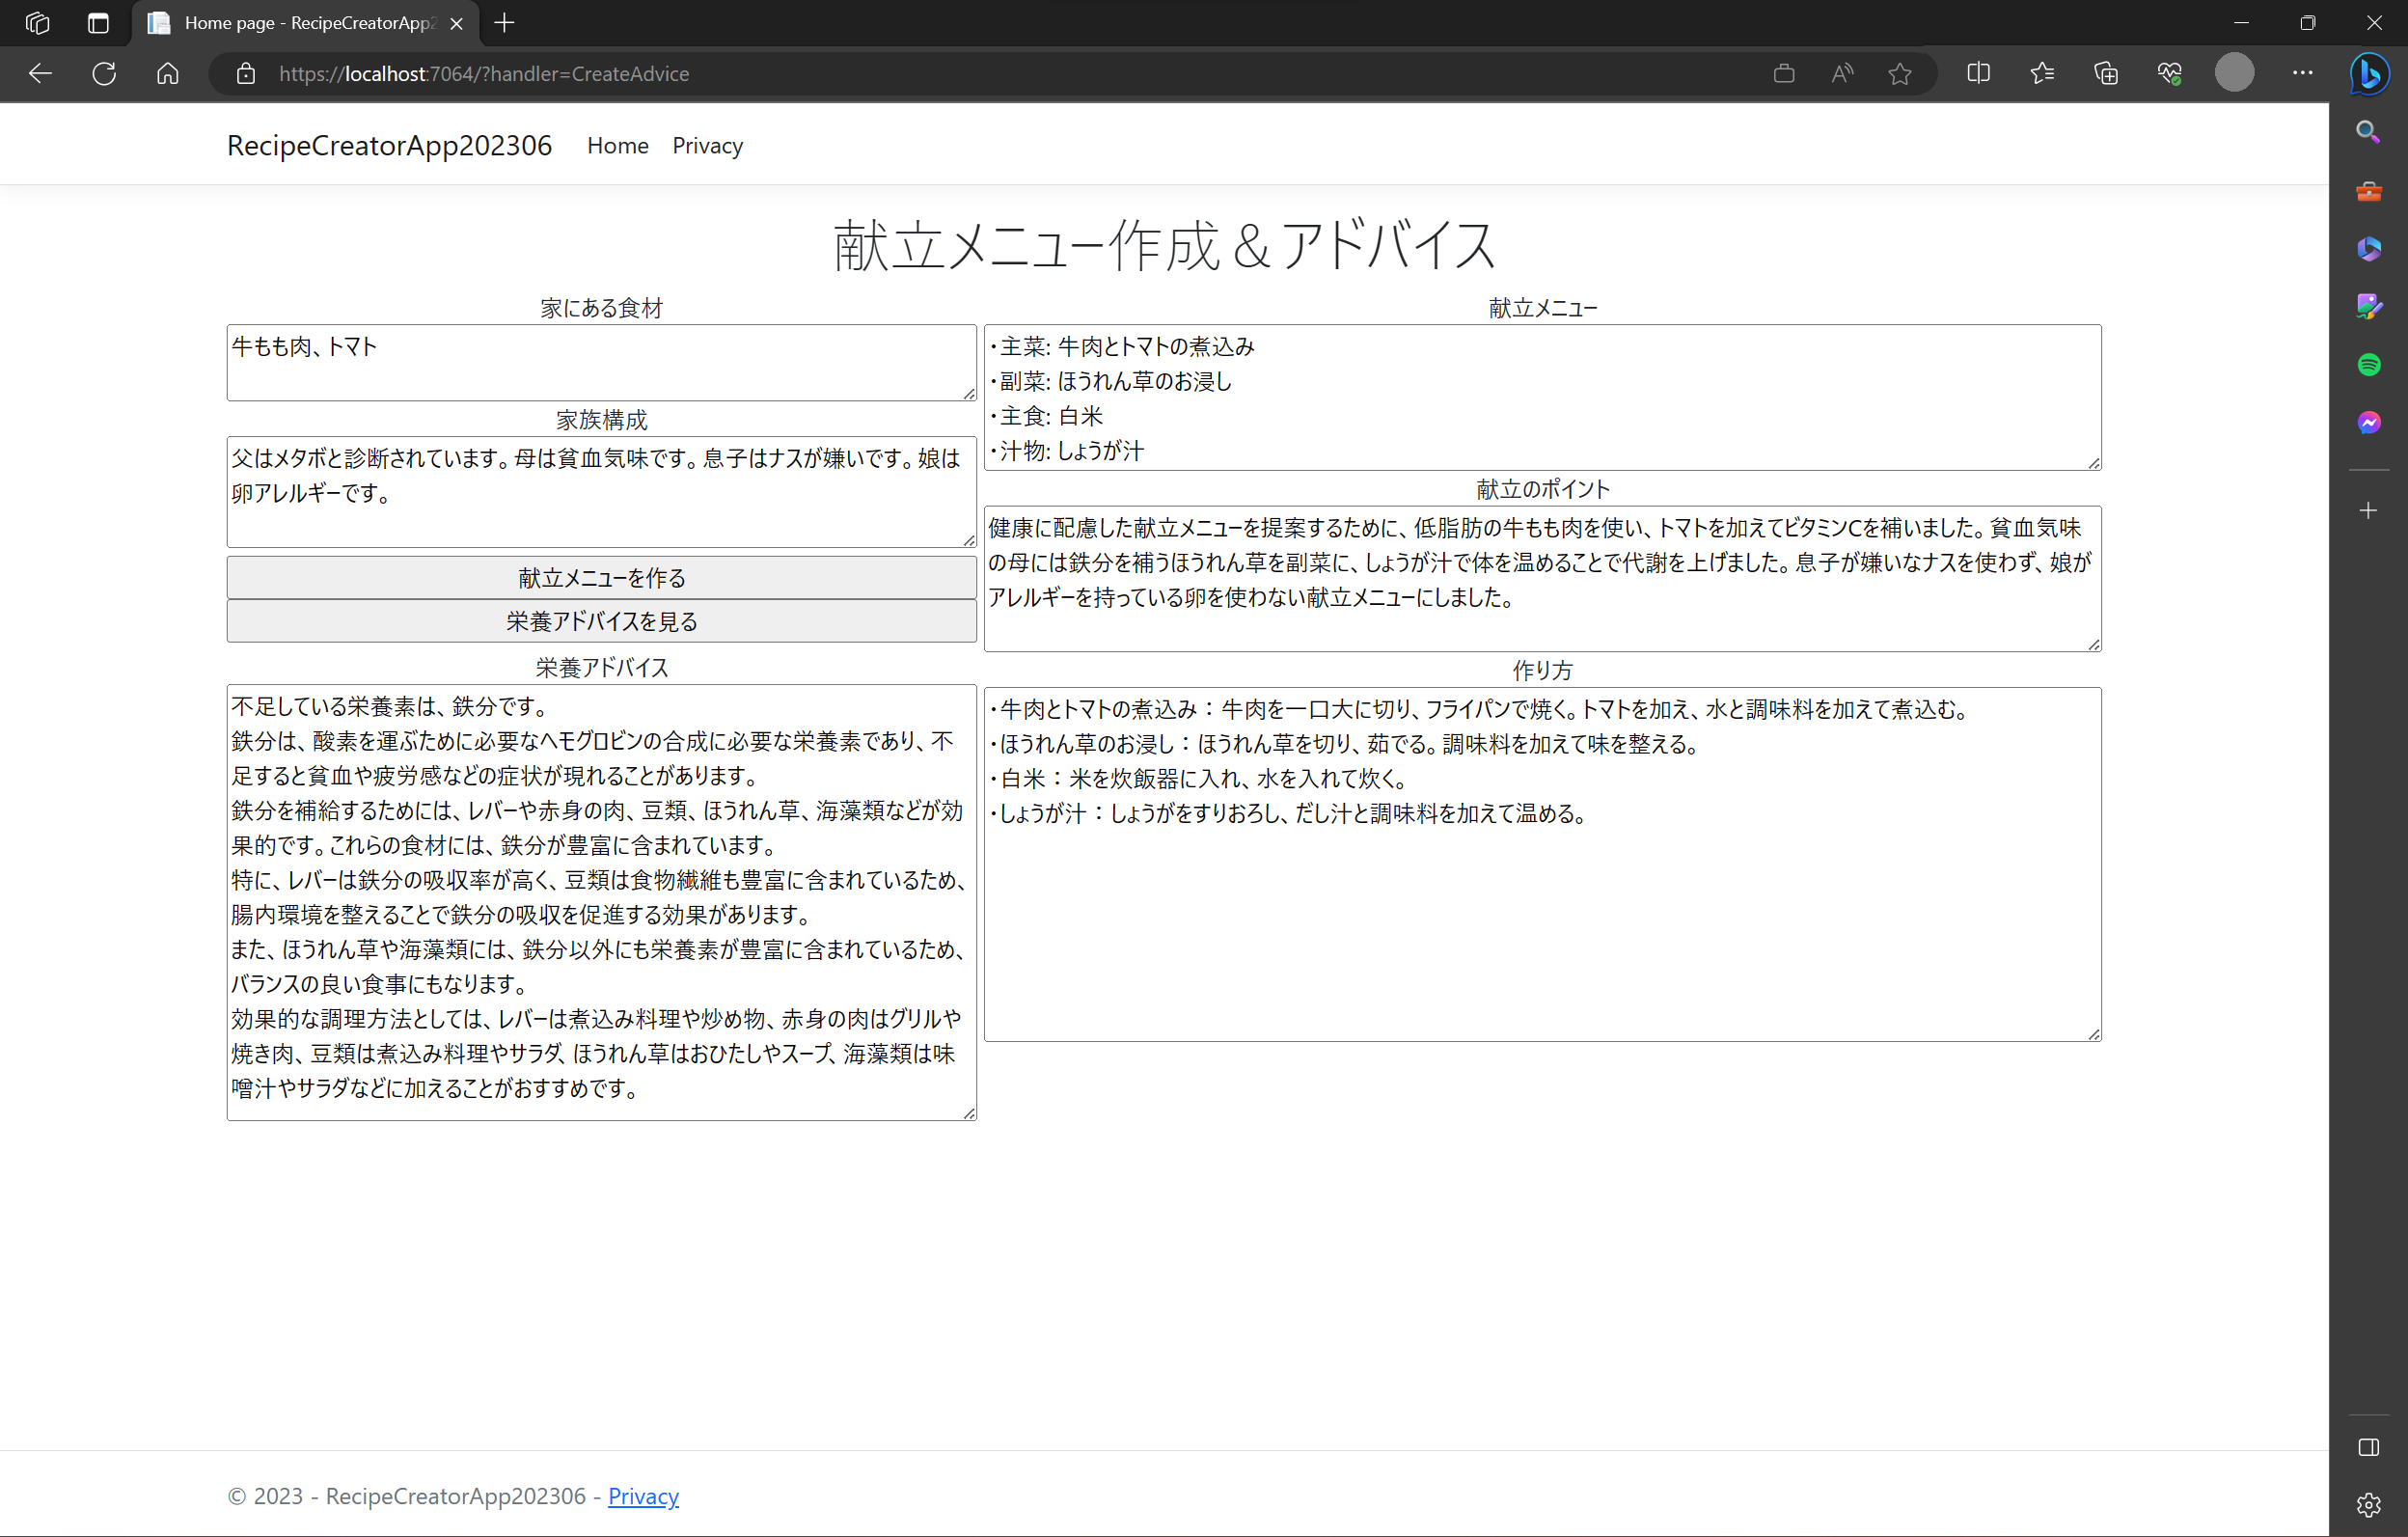 Home page - RecipeCreatorApp2
https://localhost:7064/?handler=CreateAdvice
RecipeCreatorApp202306 Home Privacy
献立メニュー作成 & アドバイス
家にある食材
牛もも肉、トマト
家族構成
父はメタボと診断されています。母は貧血気味です。息子はナスが嫌いです。娘は
卵アレルギーです。
献立メニューを作る
栄養アドバイスを見る
栄養アドバイス
不足している栄養素は、鉄分です。
鉄分は、酸素を運ぶために必要なヘモグロビンの合成に必要な栄養素であり、不
足すると貧血や疲労感などの症状が現れることがあります。
鉄分を補給するためには、レバーや赤身の肉、豆類、ほうれん草、海藻類などが効
果的です。これらの食材には、鉄分が豊富に含まれています。
特に、レバーは鉄分の吸収率が高く、豆類は食物繊維も豊富に含まれているため、
腸内環境を整えることで鉄分の吸収を促進する効果があります。
また、ほうれん草や海藻類には、鉄分以外にも栄養素が豊富に含まれているため、
バランスの良い食事にもなります。
効果的な調理方法としては、レバーは煮込み料理や炒め物、赤身の肉はグリルや
焼き肉、豆類は煮込み料理やサラダ、ほうれん草はおひたしやスープ、海藻類は味
噌汁やサラダなどに加えることがおすすめです。
献立メニュー
・主菜: 牛肉とトマトの煮込み
・副菜: ほうれん草のお浸し
・主食: 白米
・汁物: しょうが汁
献立のポイント
健康に配慮した献立メニューを提案するために、低脂肪の牛もも肉を使い、トマトを加えてビタミンCを補いました。貧血気味
の母には鉄分を補うほうれん草を副菜に、しょうが汁で体を温めることで代謝を上げました。息子が嫌いなナスを使わず、娘が
アレルギーを持っている卵を使わない献立メニューにしました。
作り方
・牛肉とトマトの煮込み：牛肉を一口大に切り、フライパンで焼く。トマトを加え、水と調味料を加えて煮込む。
・ほうれん草のお浸し：ほうれん草を切り、茹でる。調味料を加えて味を整える。
・白米：米を炊飯器に入れ、水を入れて炊く。
・しょうが汁：しょうがをすりおろし、だし汁と調味料を加えて温める。
© 2023 - RecipeCreatorApp202306 - Privacy